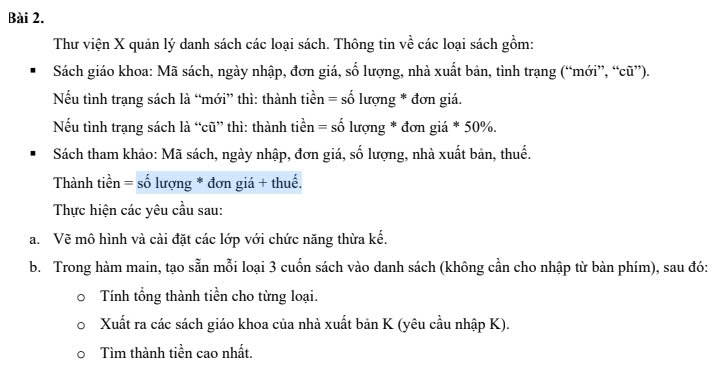 Bài 2.
Thư viện X quản lý danh sách các loại sách. Thông tin về các loại sách gồm:
▪ Sách giáo khoa: Mã sách, ngày nhập, đơn giá, số lượng, nhà xuất bản, tình trạng (“mới”, “cũ”).
Nếu tình trạng sách là “mới” thì: thành tiền = số lượng * đơn giá.
Nếu tình trạng sách là “cũ” thì: thành tiền = số lượng * đơn giá * 50%.
▪ Sách tham khảo: Mã sách, ngày nhập, đơn giá, số lượng, nhà xuất bản, thuế.
Thành tiền = số lượng * đơn giá + thuế.
Thực hiện các yêu cầu sau:
a. Vẽ mô hình và cài đặt các lớp với chức năng thừa kế.
b. Trong hàm main, tạo sẵn mỗi loại 3 cuốn sách vào danh sách (không cần cho nhập từ bàn phím), sau đó:
o Tính tổng thành tiền cho từng loại.
o Xuất ra các sách giáo khoa của nhà xuất bản K (yêu cầu nhập K).
o Tìm thành tiền cao nhất.